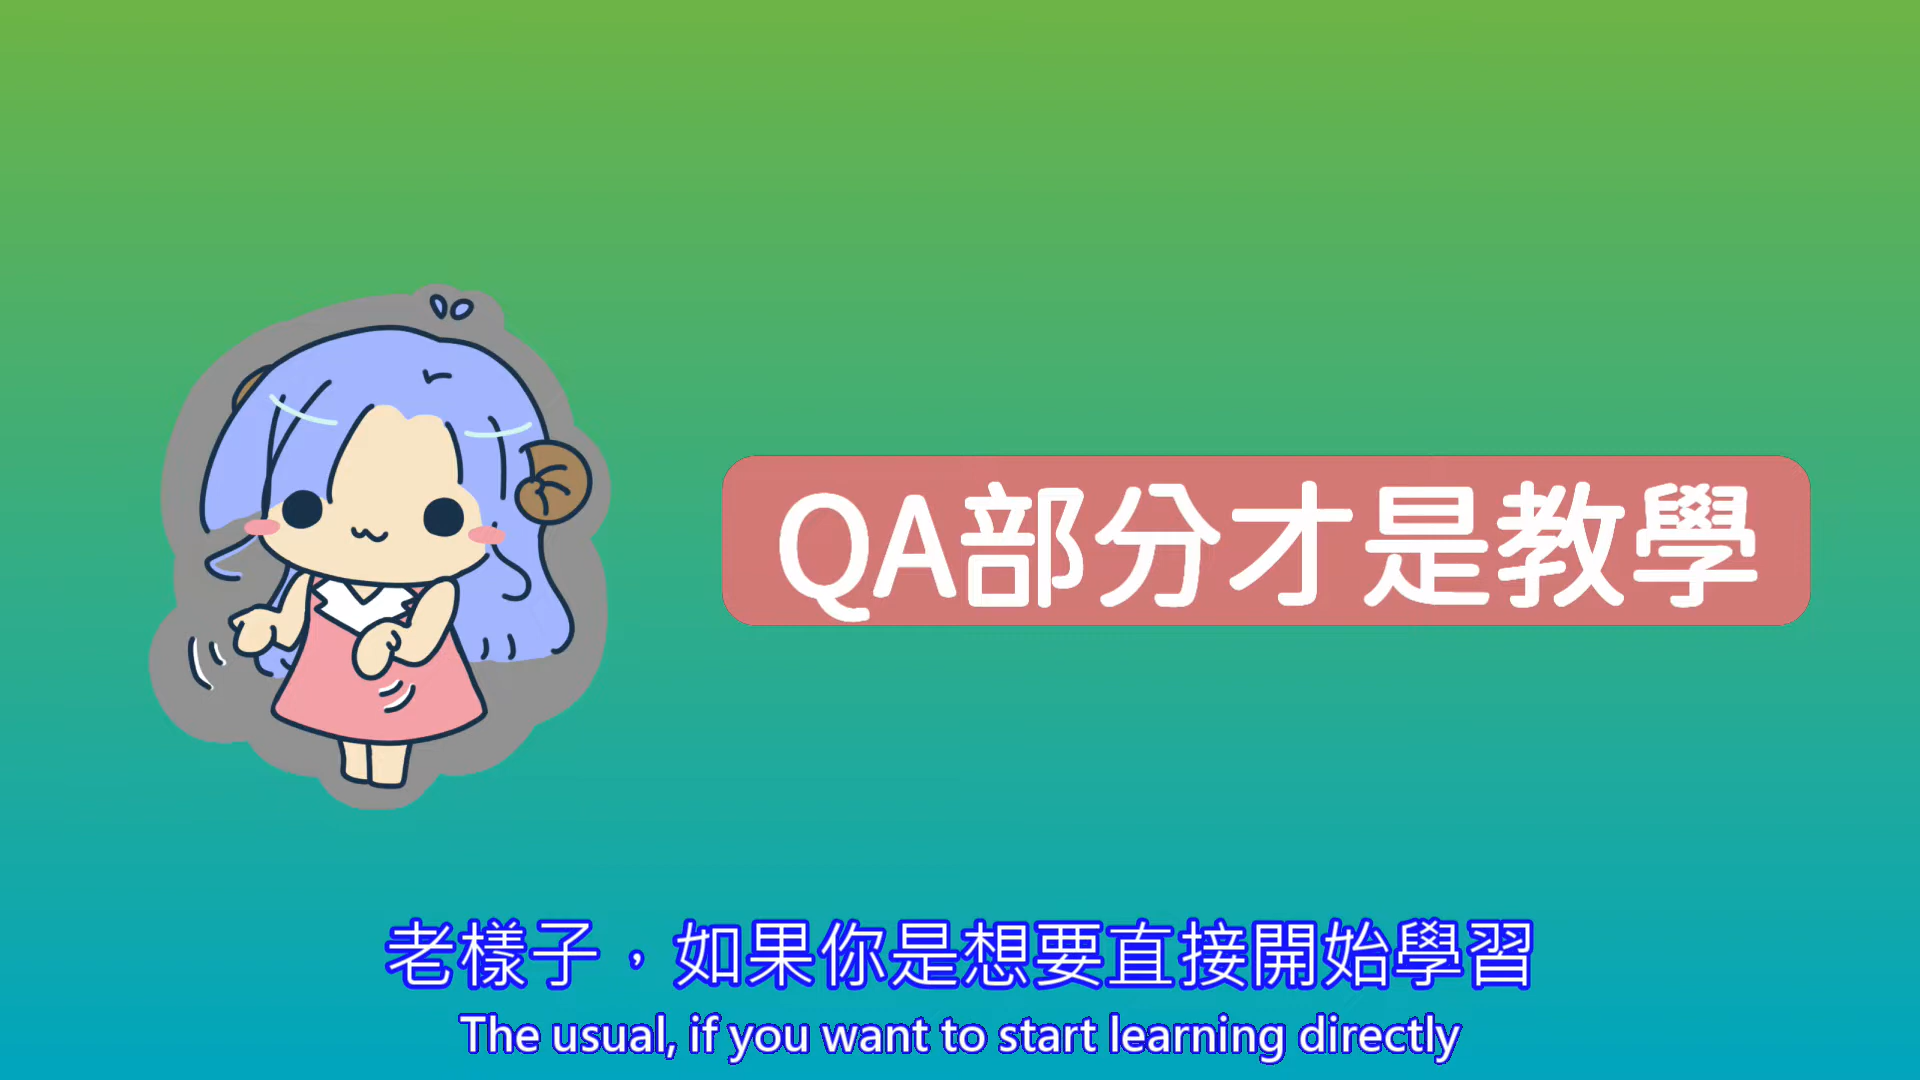 QA部分才是教學
老樣子，如果你是想要直接開始學習
The usual, if you want to start learning directly